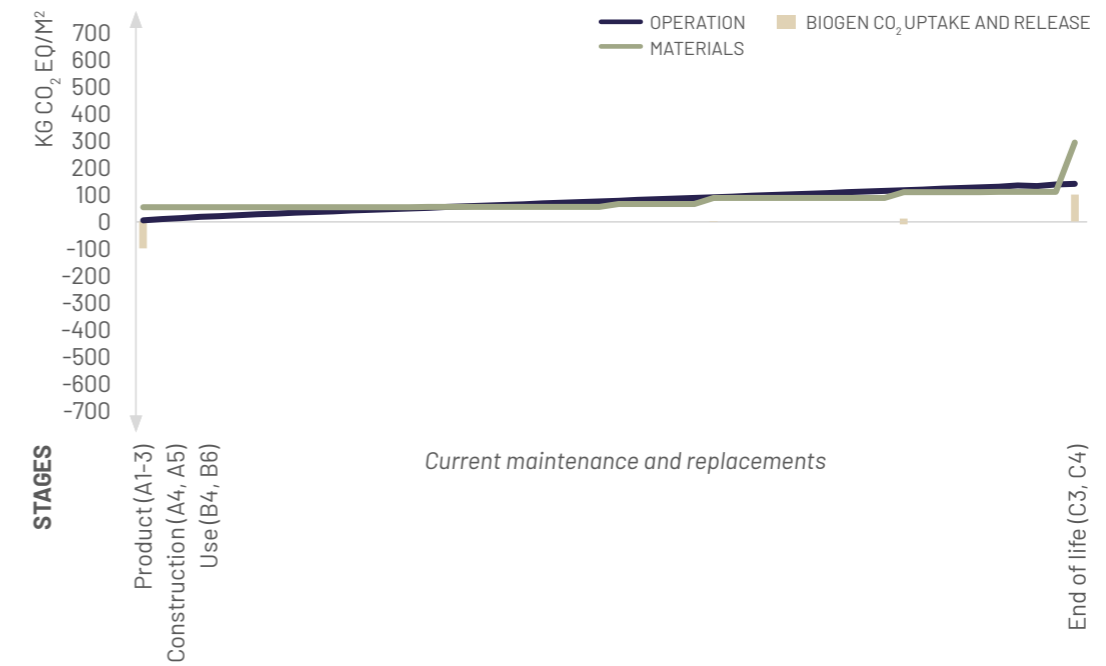 KG CO₂ EQ/M²
700
600
500
400
300
200
100
0
-100
-200
-300
-400
-500
-600
-700
OPERATION
MATERIALS
BIOGEN CO₂ UPTAKE AND RELEASE
STAGES
Product (A1-3)
Construction (A4, A5)
Use (B4, B6)
Current maintenance and replacements
End of life (C3, C4)